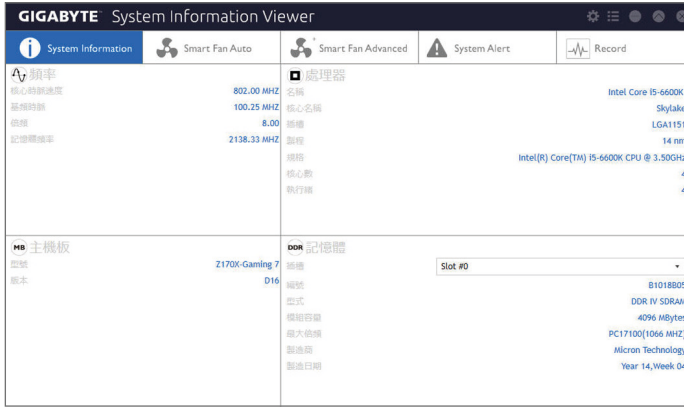 GIGABYTE™ System Information Viewer
System Information
Smart Fan Auto
Smart Fan Advanced
System Alert
Record
頻率
核心時脈速度 802.00 MHZ
基頻時脈 100.25 MHZ
倍頻 8.00
記憶體頻率 2138.33 MHZ
處理器
名稱 Intel Core i5-6600K
核心名稱 Skylake
插槽 LGA1151
製程 14 nm
規格 Intel(R) Core(TM) i5-6600K CPU @ 3.50GHz
核心數 4
執行緒 4
MB 主機板
型號 Z170X-Gaming 7
版本 D16
DDR 記憶體
插槽 Slot #0
編號 B1018B05
型式 DDR IV SDRAM
模組容量 4096 MBytes
最大倍頻 PC17100(1066 MHZ)
製造商 Micron Technology
製造日期 Year 14,Week 04